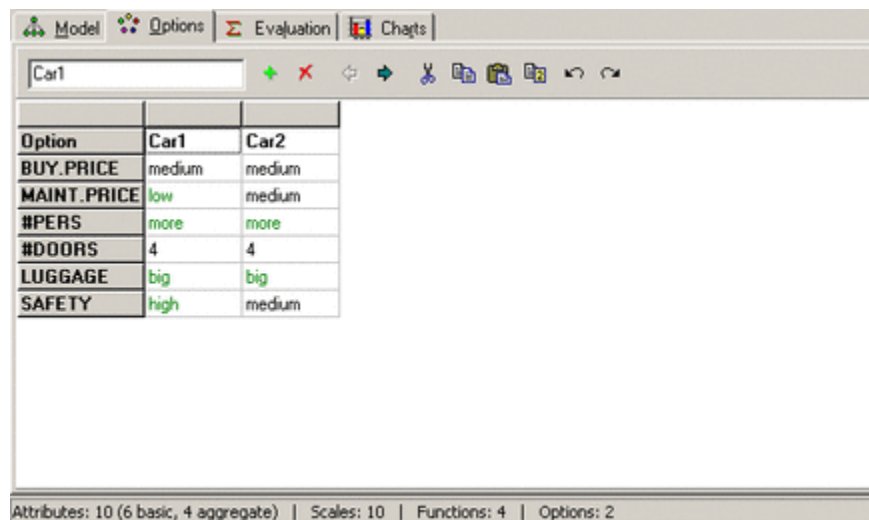 Model Options Evaluation Charts
Car1
Option Car1 Car2
BUY.PRICE medium medium
MAINT.PRICE low medium
#PERS more more
#DOORS 4 4
LUGGAGE big big
SAFETY high medium
Attributes: 10 (6 basic, 4 aggregate) | Scales: 10 | Functions: 4 | Options: 2